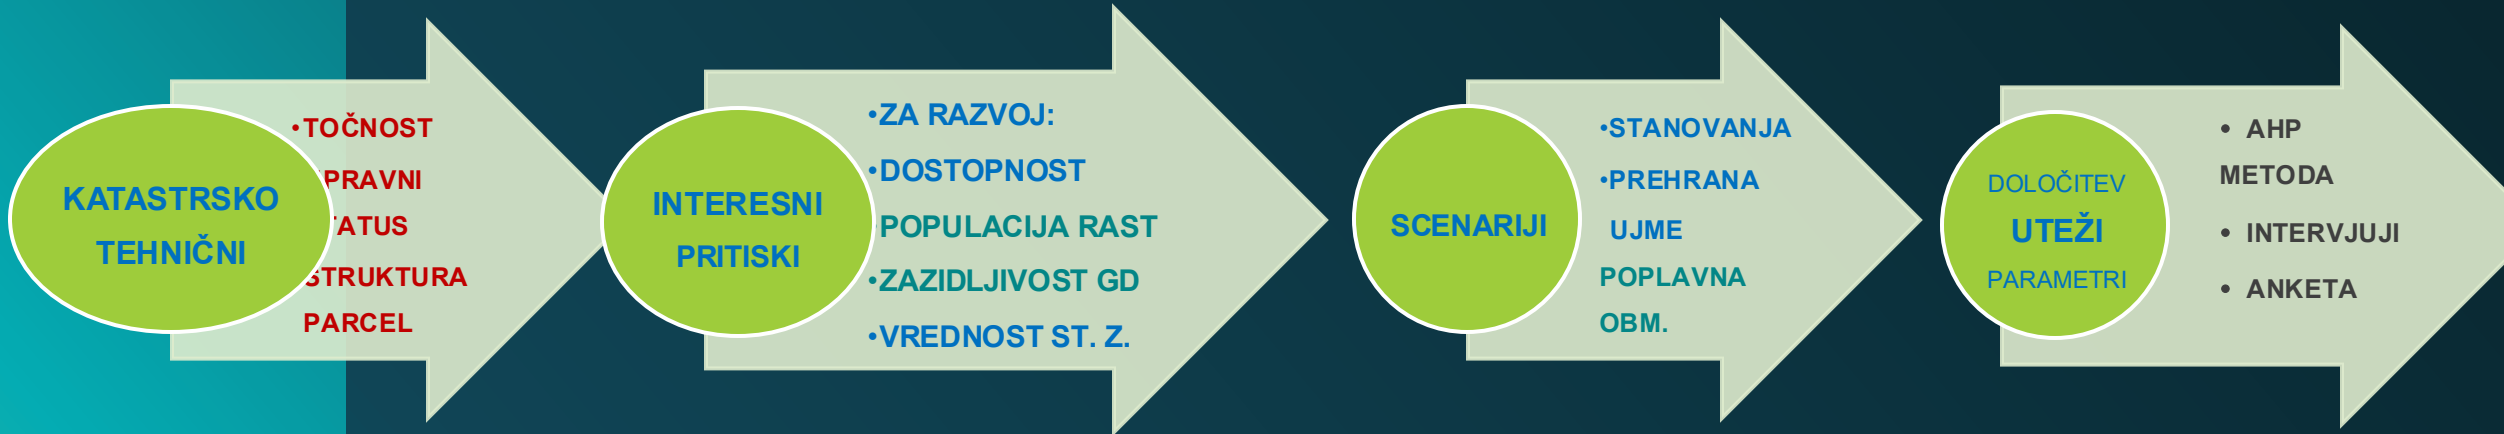 KATASTRSKO
TEHNIČNI
•TOČNOST
PRAVNI
STRUKTURA
PARCEL
INTERESNI
PRITISKI
•ZA RAZVOJ:
•DOSTOPNOST
•POPULACIJA RAST
•ZAZIDLJIVOST GD
•VREDNOST ST. Z.
SCENARIJI
•STANOVANJA
•PREHRANA
UJME
POPLAVNA
OBM.
DOLOČITEV
UTEŽI
PARAMETRI
• AHP
METODA
• INTERVJUJI
• ANKETA